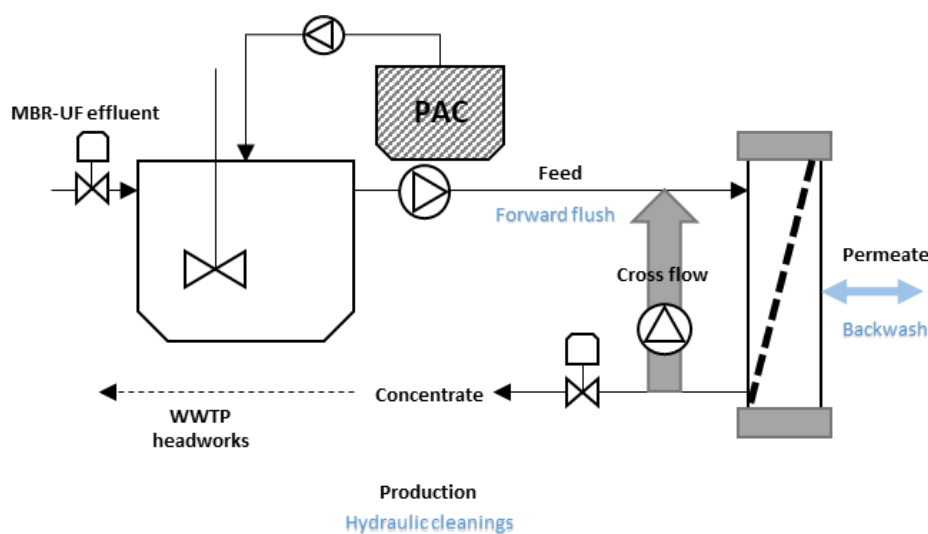 MBR-UF effluent
PAC
Feed
Forward flush
Cross flow
Permeate
Backwash
Concentrate
WWTP
headworks
Production
Hydraulic cleanings